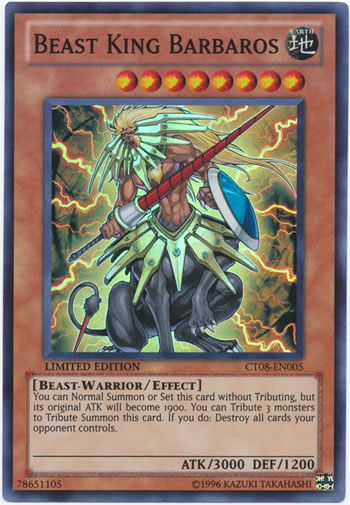 BEAST KING BARBAROS
EARTH
地
LIMITED EDITION
CT08-EN005
[BEAST-WARRIOR/EFFECT]
You can Normal Summon or Set this card without Tributing, but
its original ATK will become 1900. You can Tribute 3 monsters
to Tribute Summon this card. If you do: Destroy all cards your
opponent controls.
ATK/3000 DEF/1200
78651105
©1996 KAZUKI TAKAHASHI